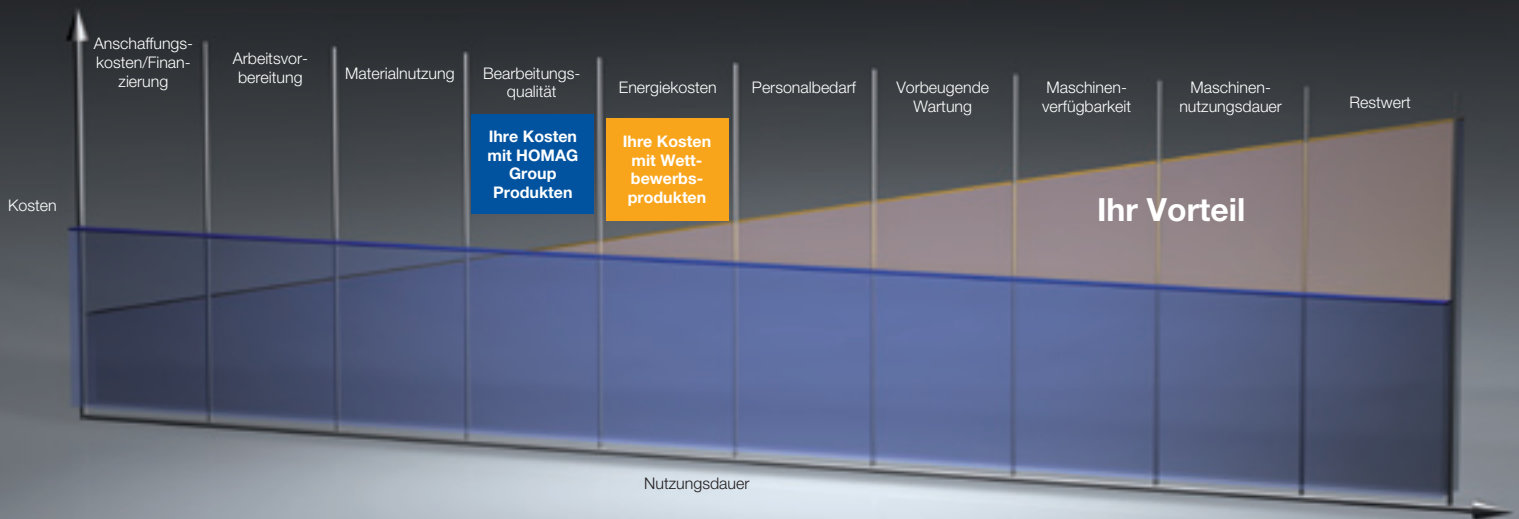 Anschaffungs-
kosten/Finan-
zierung
Arbeitsvor-
bereitung
Materialnutzung
Bearbeitungs-
qualität
Energiekosten
Personalbedarf
Vorbeugende
Wartung
Maschinen-
verfügbarkeit
Maschinen-
nutzungsdauer
Restwert
Ihre Kosten
mit HOMAG
Group
Produkten
Ihre Kosten
mit Wett-
bewerbs-
produkten
Kosten
Ihr Vorteil
Nutzungsdauer